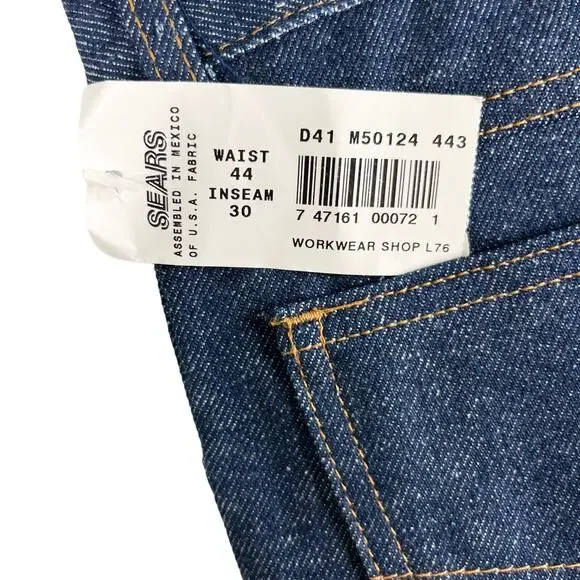 SEARS
ASSEMBLED IN MEXICO
OF U.S.A. FABRIC
WAIST
44
INSEAM
30
D41 M50124 443
7 47161 00072 1
WORKWEAR SHOP L76